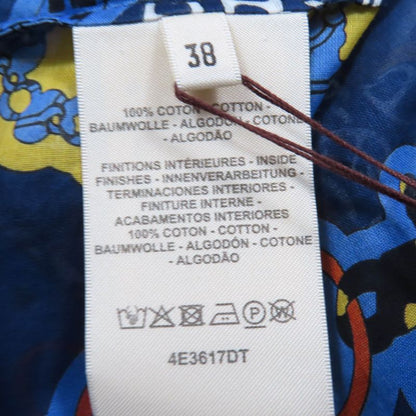 38
100% COTON - COTTON -
BAUMWOLLE - ALGODÓN - COTONE
- ALGODÃO
FINITIONS INTÉRIEURES - INSIDE
FINISHES - INNENVERARBEITUNG -
TERMINACIONES INTERIORES -
FINITURE INTERNE -
ACABAMENTOS INTERIORES
100% COTON - COTTON -
BAUMWOLLE - ALGODÓN - COTONE
- ALGODÃO
P
4E3617DT